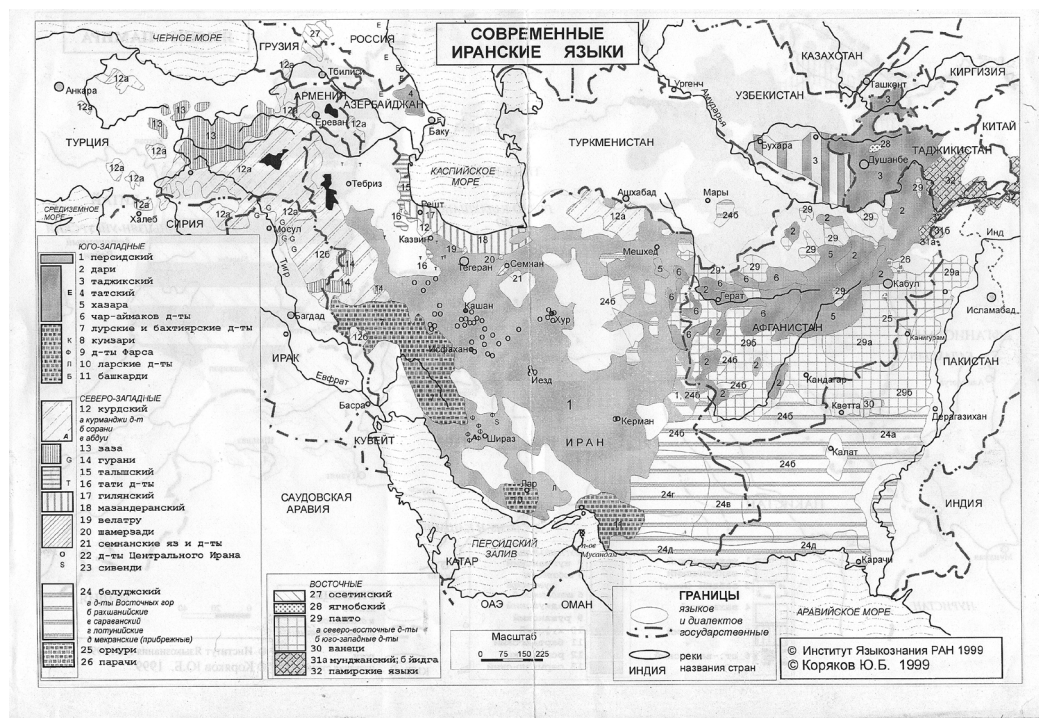 СОВРЕМЕННЫЕ
ИРАНСКИЕ ЯЗЫКИ
ЧЕРНОЕ МОРЕ
ГРУЗИЯ
РОССИЯ
КАЗАХСТАН
КИРГИЗИЯ
УЗБЕКИСТАН
КИТАЙ
ТАДЖИКИСТАН
ТУРКМЕНИСТАН
АРМЕНИЯ
АЗЕРБАЙДЖАН
ТУРЦИЯ
КАСПИЙСКОЕ
МОРЕ
СРЕДИЗЕМНОЕ
МОРЕ
СИРИЯ
ИРАК
КУВЕЙТ
САУДОВСКАЯ
АРАВИЯ
ПЕРСИДСКИЙ
ЗАЛИВ
КАТАР
ОАЭ
ОМАН
ИРАН
АФГАНИСТАН
ПАКИСТАН
ИНДИЯ
АРАВИЙСКОЕ МОРЕ
Анкара
Тбилиси
Ереван
Баку
Ургенч
Амударья
Ташкент
Бухара
Душанбе
Тебриз
Ашхабад
Мары
Халеб
Мосул
Тигр
Решт
Казвин
Тегеран
Семнан
Мешхед
Герат
Кабул
Инд
Исламабад
Канигурам
Багдад
Кашан
Исфахан
Хур
Йезд
Кандагар
Кветта
Дерагазихан
Евфрат
Басра
Керман
Шираз
Калат
Лар
п-ов
Мусандам
Карачи
ЮГО-ЗАПАДНЫЕ
1 персидский
2 дари
3 таджикский
Е 4 татский
5 хазара
6 чар-аймаков д-ты
7 лурские и бахтиярские д-ты
К 8 кумзари
Ф 9 д-ты Фарса
Л 10 ларские д-ты
Б 11 башкарди
СЕВЕРО-ЗАПАДНЫЕ
12 курдский
а курманджи д-т
б сорани
А в абдуи
13 заза
G 14 гурани
15 талышский
Т 16 тати д-ты
17 гилянский
18 мазандеранский
19 велатру
20 шамерзади
21 семнанские яз и д-ты
о 22 д-ты Центрального Ирана
S 23 сивенди
24 белуджский
а д-ты Восточных гор
б рахшанийские
в сараванский
г лотунийские
д мекранские (прибрежные)
25 ормури
26 парачи
ВОСТОЧНЫЕ
27 осетинский
28 ягнобский
29 пашто
а северо-восточные д-ты
б юго-западные д-ты
30 ванеци
31а мунджанский; б йидга
32 памирские языки
Масштаб
0 75 150 225
ГРАНИЦЫ
языков
и диалектов
государственные
реки
ИНДИЯ названия стран
© Институт Языкознания РАН 1999
© Коряков Ю.Б. 1999